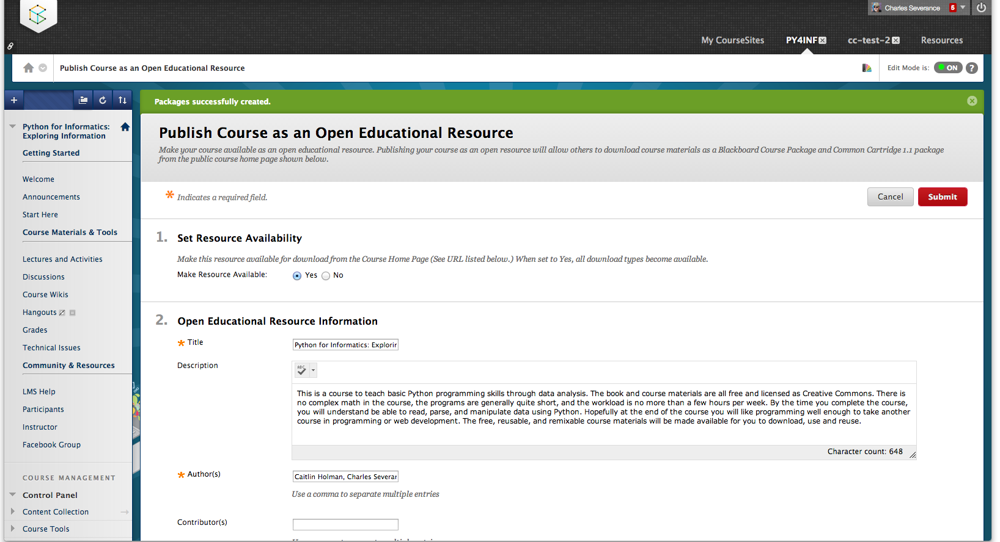 Charles Severance 5
My CourseSites PY4INF cc-test-2 Resources
Publish Course as an Open Educational Resource
Edit Mode is: ON ?
Packages successfully created.
Python for Informatics:
Exploring Information
Getting Started
Welcome
Announcements
Start Here
Course Materials & Tools
Lectures and Activities
Discussions
Course Wikis
Hangouts
Grades
Technical Issues
Community & Resources
LMS Help
Participants
Instructor
Facebook Group
COURSE MANAGEMENT
Control Panel
Content Collection
Course Tools
Publish Course as an Open Educational Resource
Make your course available as an open educational resource. Publishing your course as an open resource will allow others to download course materials as a Blackboard Course Package and Common Cartridge 1.1 package
from the public course home page shown below.
* Indicates a required field.
Cancel Submit
1. Set Resource Availability
Make this resource available for download from the Course Home Page (See URL listed below.) When set to Yes, all download types become available.
Make Resource Available: Yes No
2. Open Educational Resource Information
* Title Python for Informatics: Explorin
Description
ABC
This is a course to teach basic Python programming skills through data analysis. The book and course materials are all free and licensed as Creative Commons. There is
no complex math in the course, the programs are generally quite short, and the workload is no more than a few hours per week. By the time you complete the course,
you will understand be able to read, parse, and manipulate data using Python. Hopefully at the end of the course you will like programming well enough to take another
course in programming or web development. The free, reusable, and remixable course materials will be made available for you to download, use and reuse.
Character count: 648
* Author(s) Caitlin Holman, Charles Severar
Use a comma to separate multiple entries
Contributor(s)